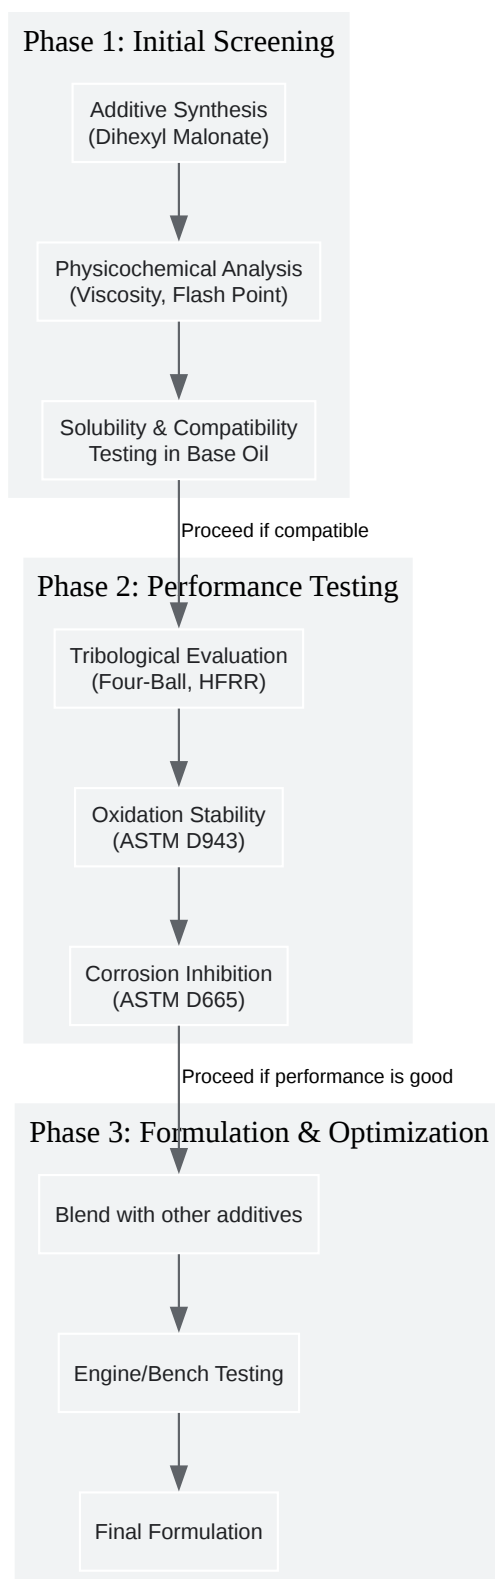 Phase 1: Initial Screening
Additive Synthesis
(Dihexyl Malonate)
Physicochemical Analysis
(Viscosity, Flash Point)
Solubility & Compatibility
Testing in Base Oil
Proceed if compatible
Phase 2: Performance Testing
Tribological Evaluation
(Four-Ball, HFRR)
Oxidation Stability
(ASTM D943)
Corrosion Inhibition
(ASTM D665)
Proceed if performance is good
Phase 3: Formulation & Optimization
Blend with other additives
Engine/Bench Testing
Final Formulation